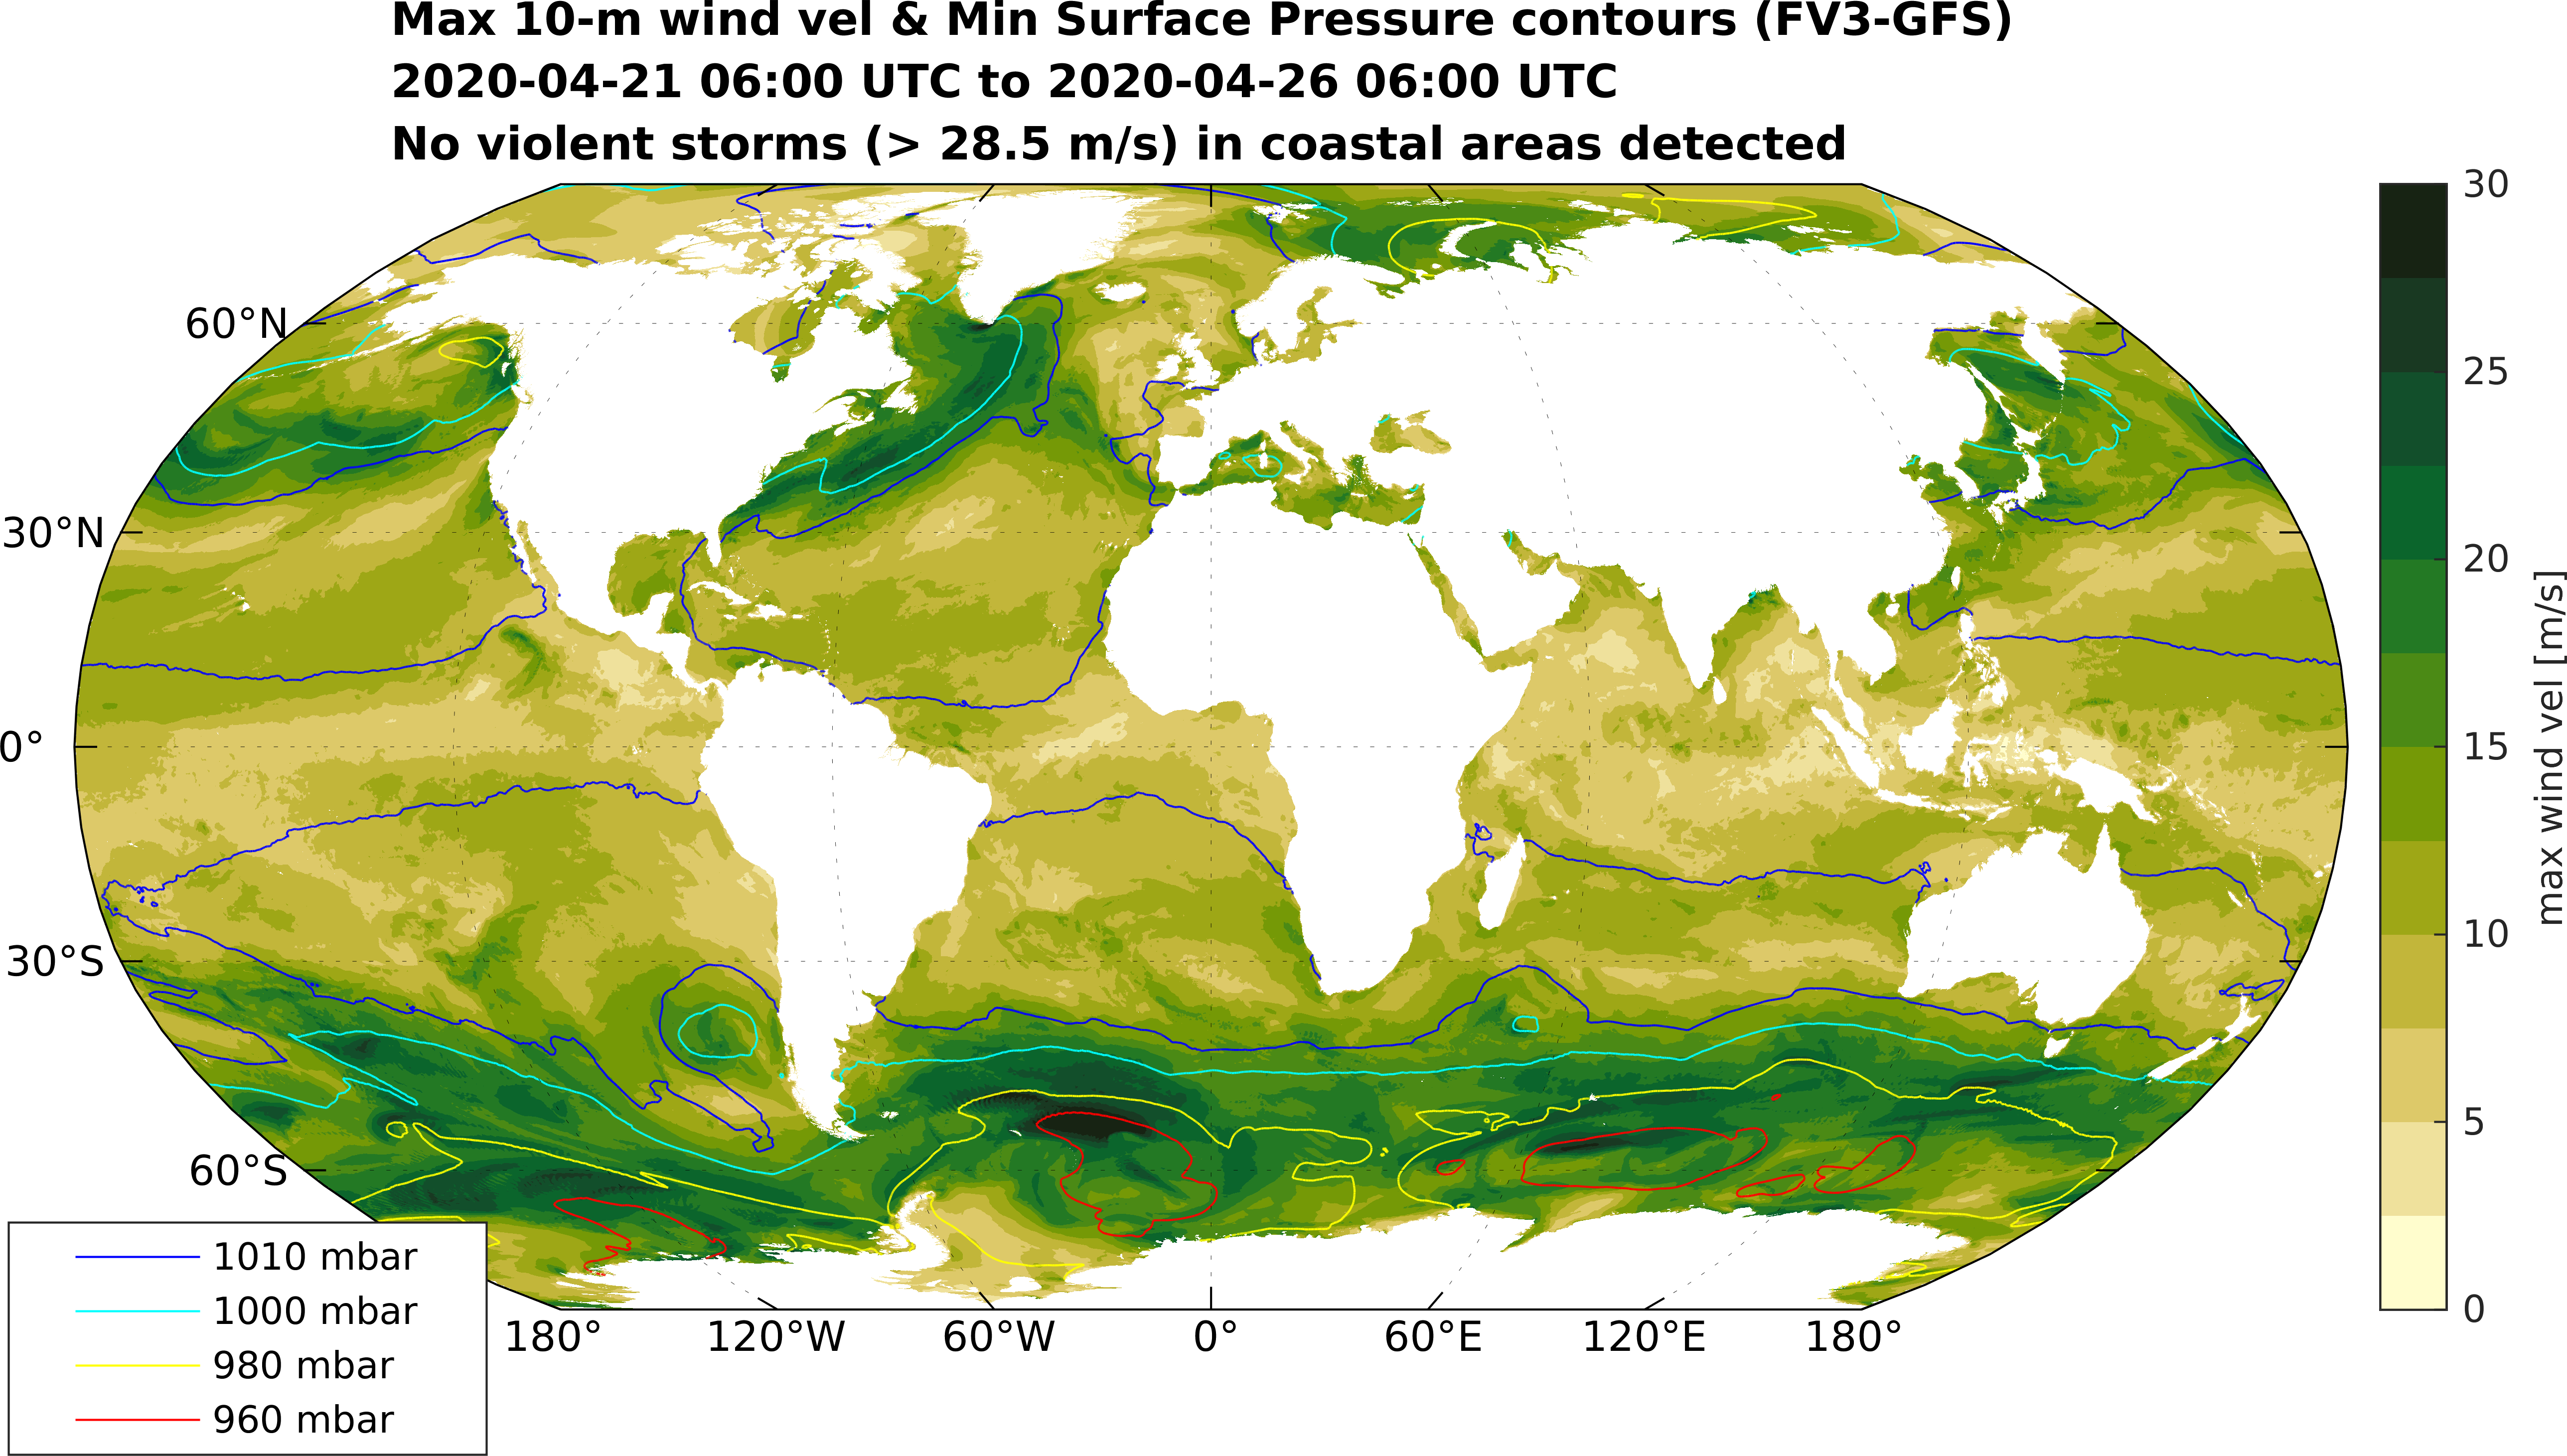 Max 10-m wind vel & Min Surface Pressure contours (FV3-GFS)
2020-04-21 06:00 UTC to 2020-04-26 06:00 UTC
No violent storms (> 28.5 m/s) in coastal areas detected
60°N
30°N
0°
30°S
60°S
180°
120°W
60°W
0°
60°E
120°E
180°
1010 mbar
1000 mbar
980 mbar
960 mbar
30
25
20
15
10
5
0
max wind vel [m/s]